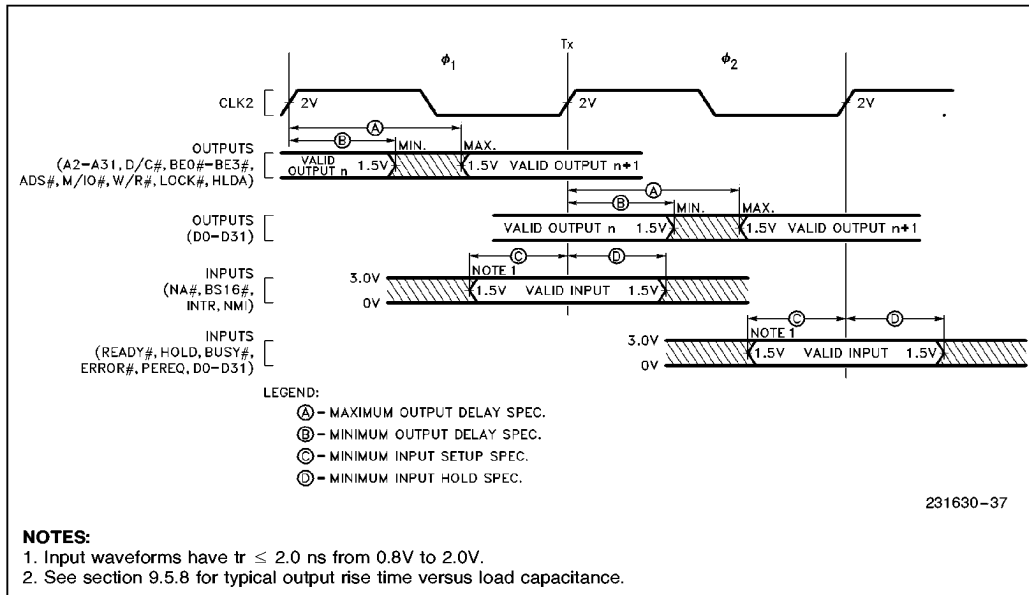 Tx
ϕ1 ϕ2
CLK2 2V 2V 2V
Ⓐ
Ⓑ MIN. MAX.
OUTPUTS
(A2-A31, D/C#, BE0#-BE3#,
ADS#, M/IO#, W/R#, LOCK#, HLDA)
VALID
OUTPUT n 1.5V 1.5V VALID OUTPUT n+1
Ⓐ
Ⓑ MIN. MAX.
OUTPUTS
(D0-D31)
VALID OUTPUT n 1.5V 1.5V VALID OUTPUT n+1
Ⓒ Ⓓ
INPUTS
(NA#, BS16#,
INTR, NMI)
3.0V
0V
NOTE 1
1.5V VALID INPUT 1.5V
Ⓒ Ⓓ
INPUTS
(READY#, HOLD, BUSY#,
ERROR#, PEREQ, D0-D31)
3.0V
0V
NOTE 1
1.5V VALID INPUT 1.5V
LEGEND:
Ⓐ - MAXIMUM OUTPUT DELAY SPEC.
Ⓑ - MINIMUM OUTPUT DELAY SPEC.
Ⓒ - MINIMUM INPUT SETUP SPEC.
Ⓓ - MINIMUM INPUT HOLD SPEC.
231630-37
NOTES:
1. Input waveforms have tr ≤ 2.0 ns from 0.8V to 2.0V.
2. See section 9.5.8 for typical output rise time versus load capacitance.